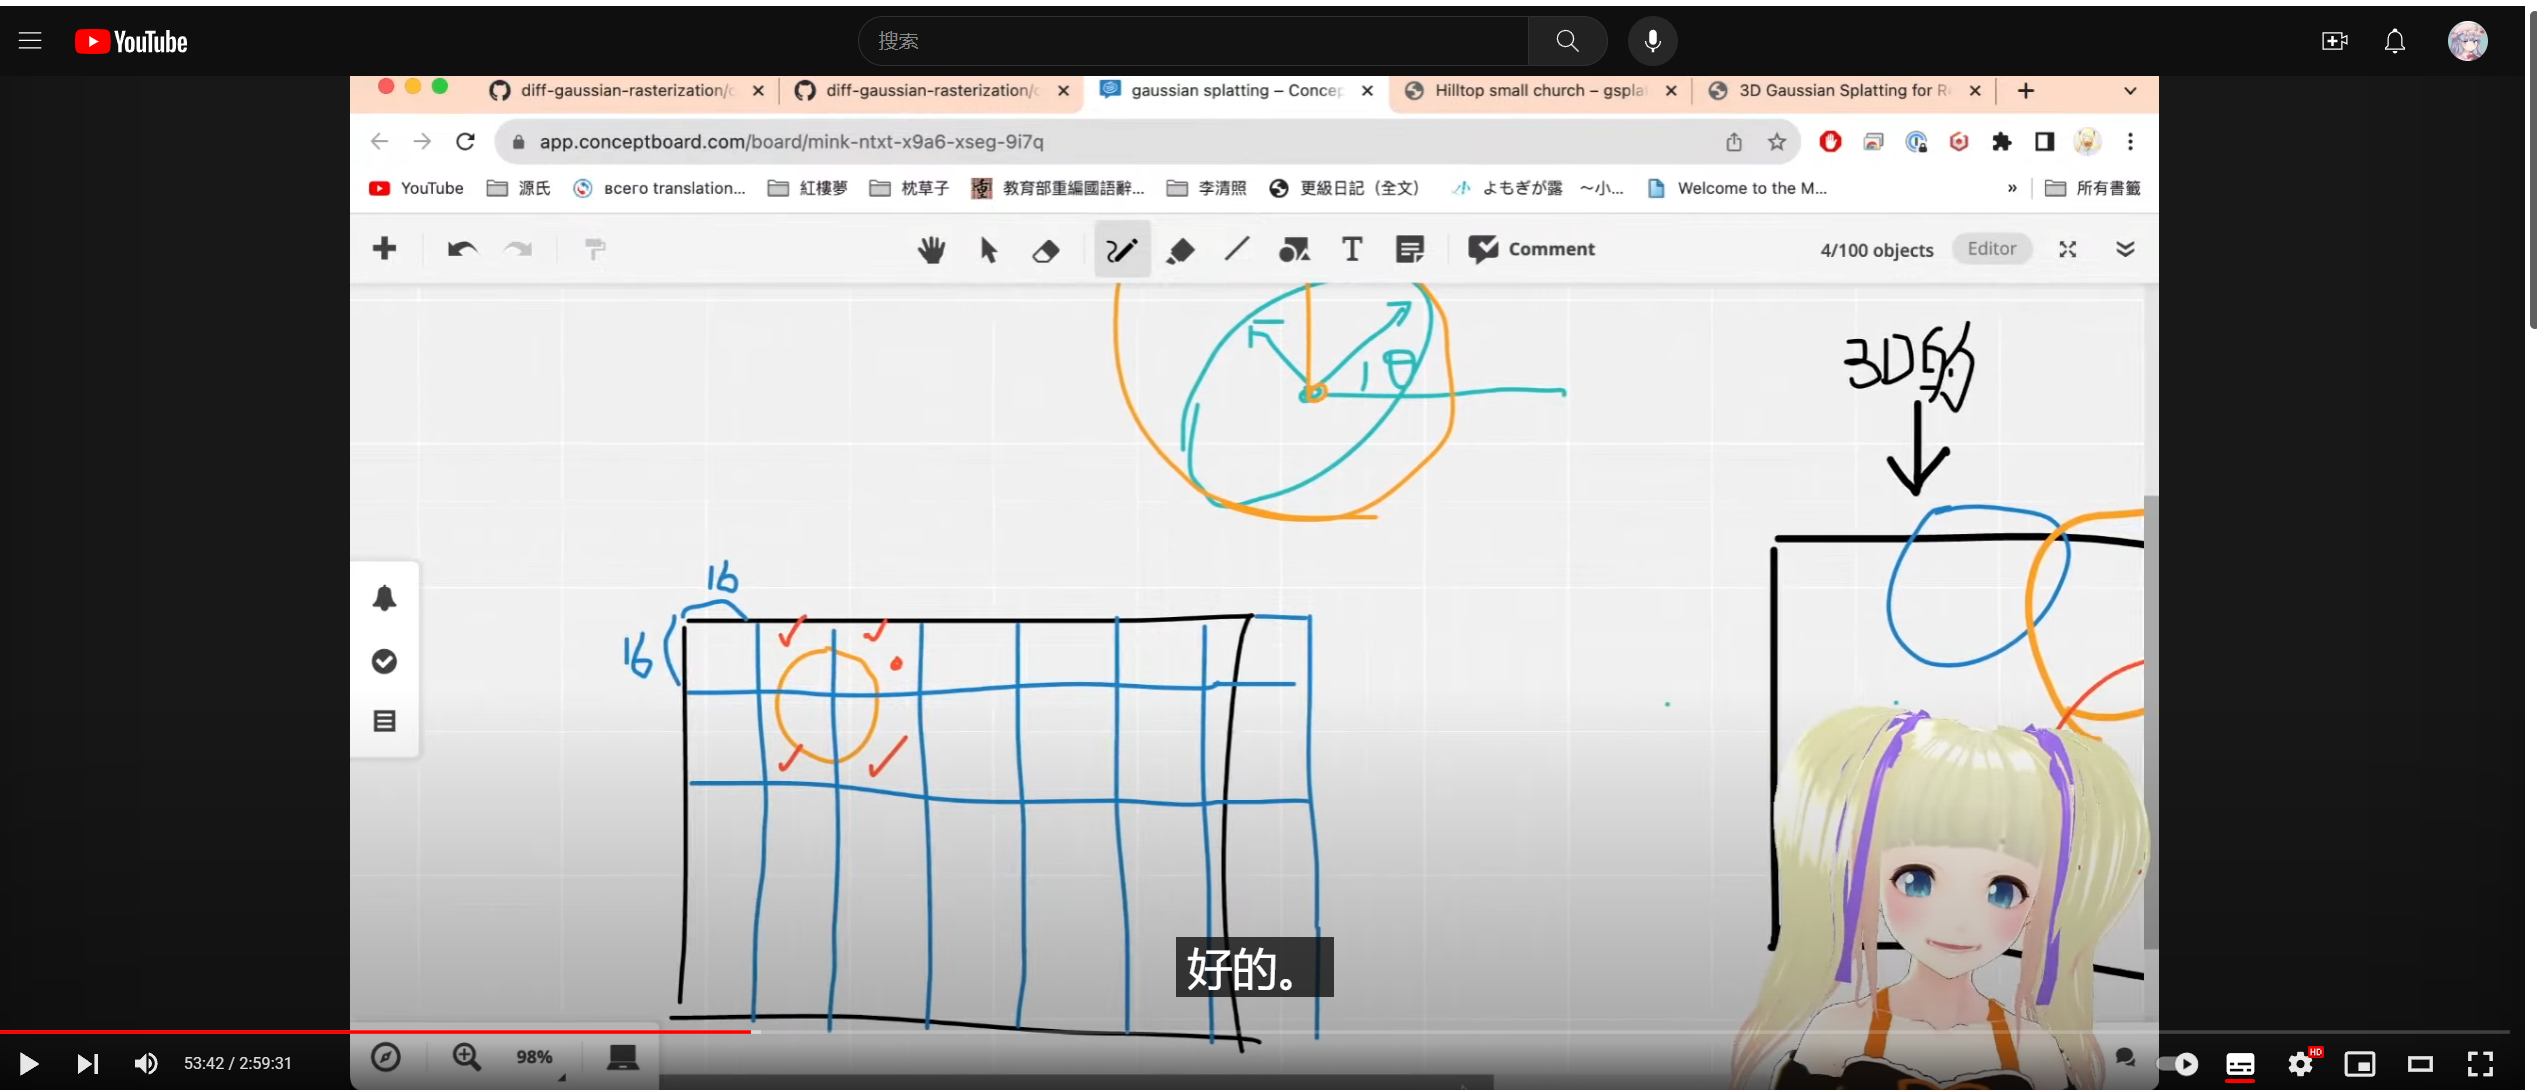 YouTube
搜索
diff-gaussian-rasterization/c
diff-gaussian-rasterization/c
gaussian splatting – Concep
Hilltop small church – gspla
3D Gaussian Splatting for R
app.conceptboard.com/board/mink-ntxt-x9a6-xseg-9i7q
YouTube
源氏
всего translation...
紅樓夢
枕草子
教育部重編國語辭...
李清照
更級日記（全文）
よもぎが露　～小...
Welcome to the M...
»
所有書籤
T
Comment
4/100 objects
Editor
θ
3D的
16
16
好的。
53:42 / 2:59:31
98%
HD